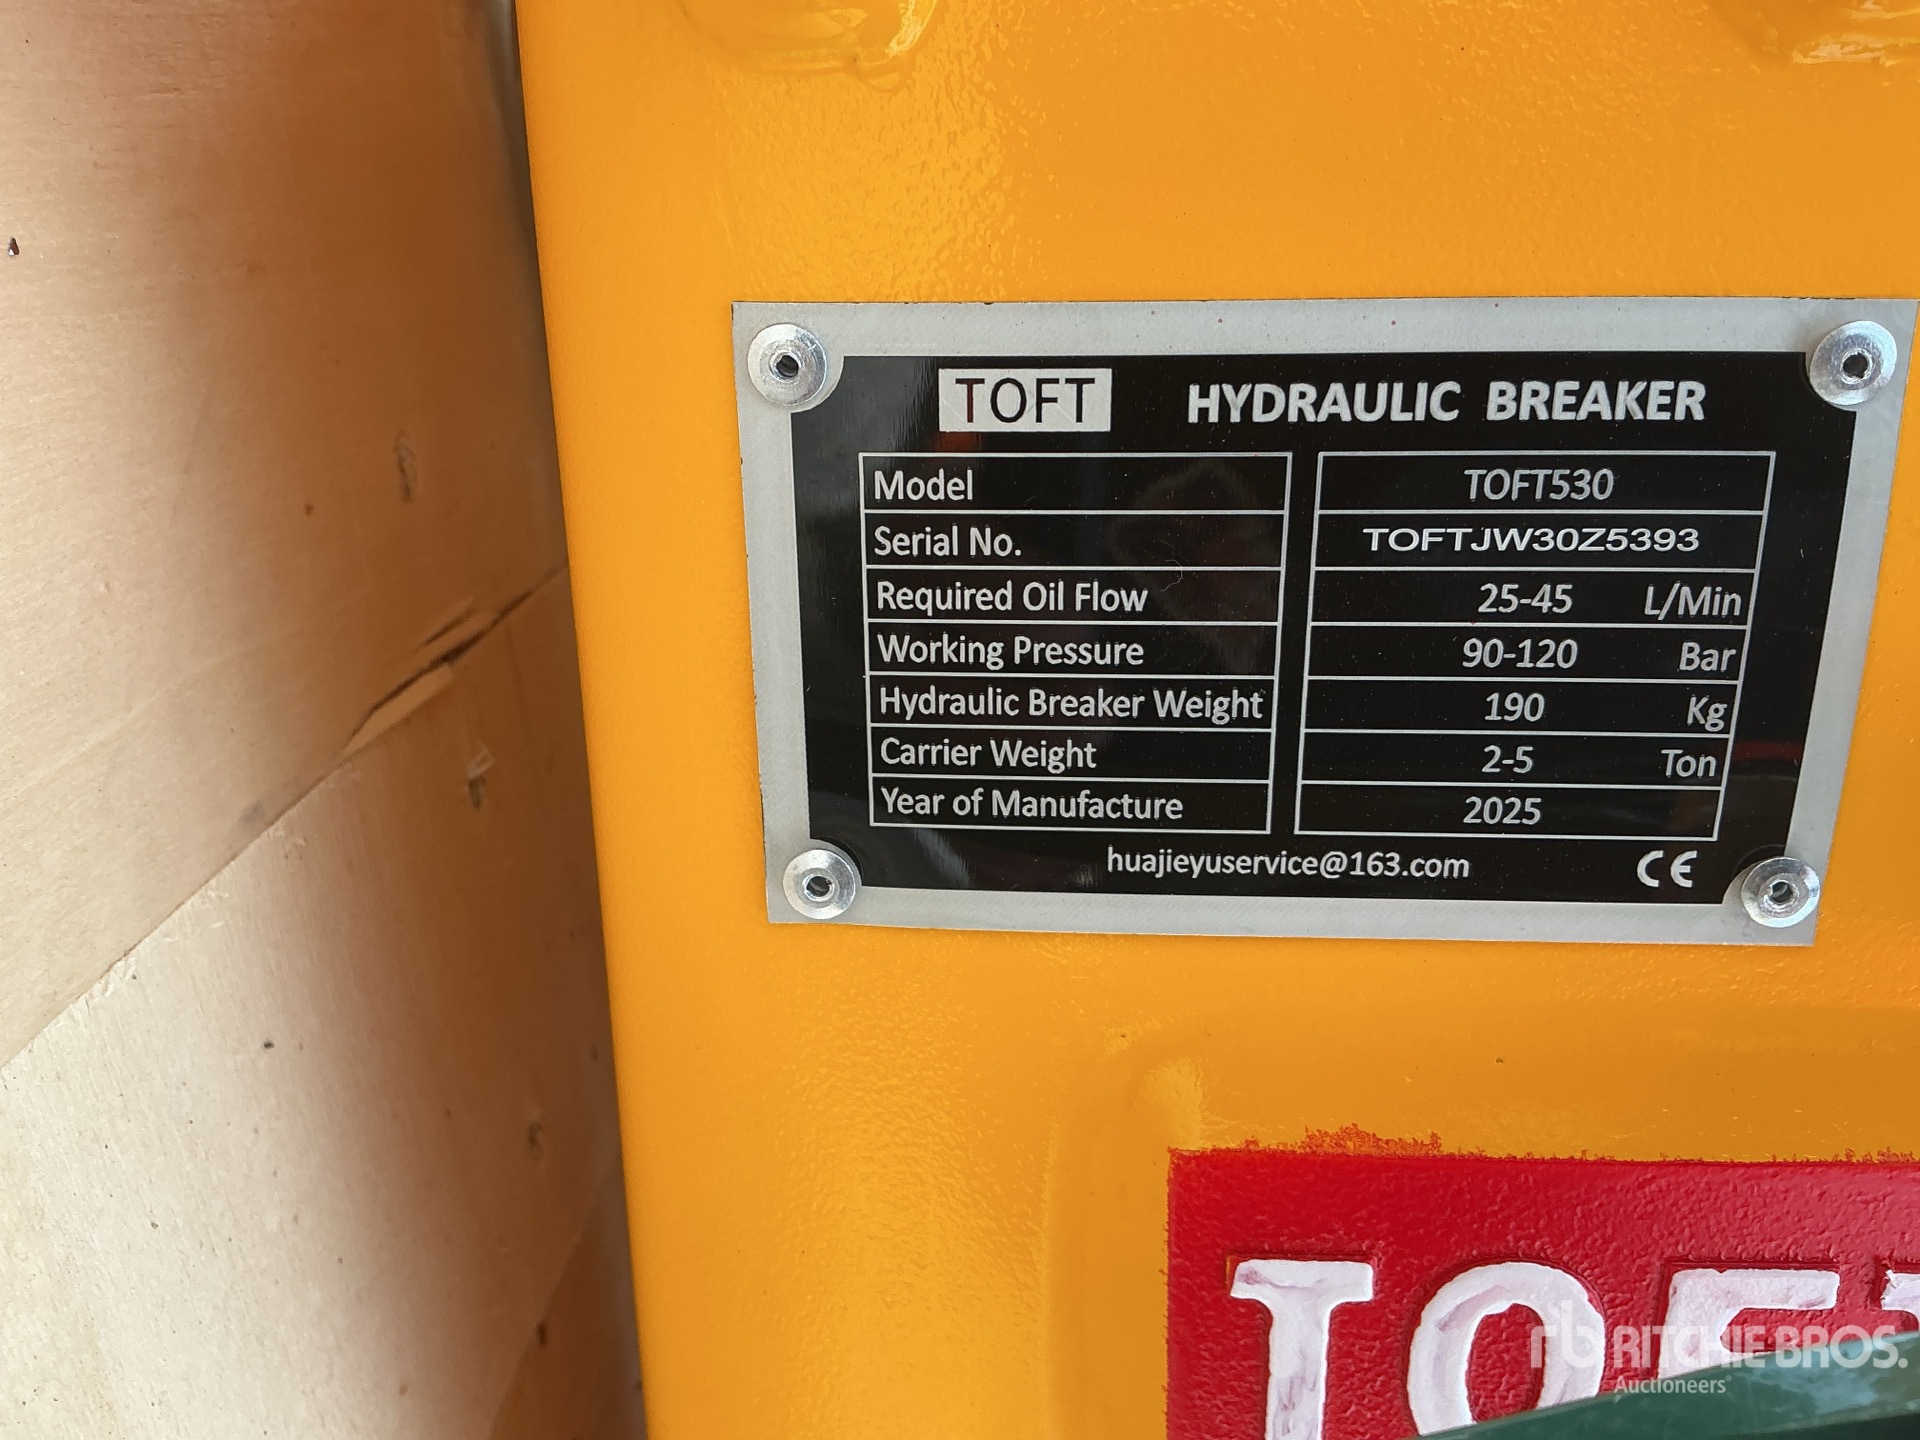 TOFT HYDRAULIC BREAKER
Model TOFT530
Serial No. TOFTJW30Z5393
Required Oil Flow 25-45 L/Min
Working Pressure 90-120 Bar
Hydraulic Breaker Weight 190 Kg
Carrier Weight 2-5 Ton
Year of Manufacture 2025
huajieyuservice@163.com CE
rb RITCHIE BROS.
Auctioneers